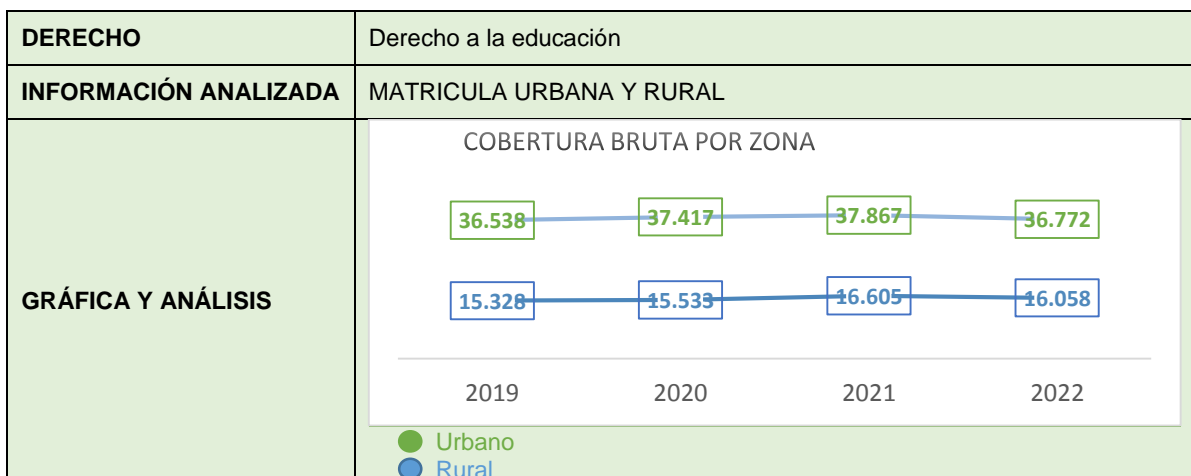 DERECHO
Derecho a la educación
INFORMACIÓN ANALIZADA
MATRICULA URBANA Y RURAL
GRÁFICA Y ANÁLISIS
COBERTURA BRUTA POR ZONA
36.538 37.417 37.867 36.772
15.328 15.533 16.605 16.058
2019 2020 2021 2022
Urbano
Rural